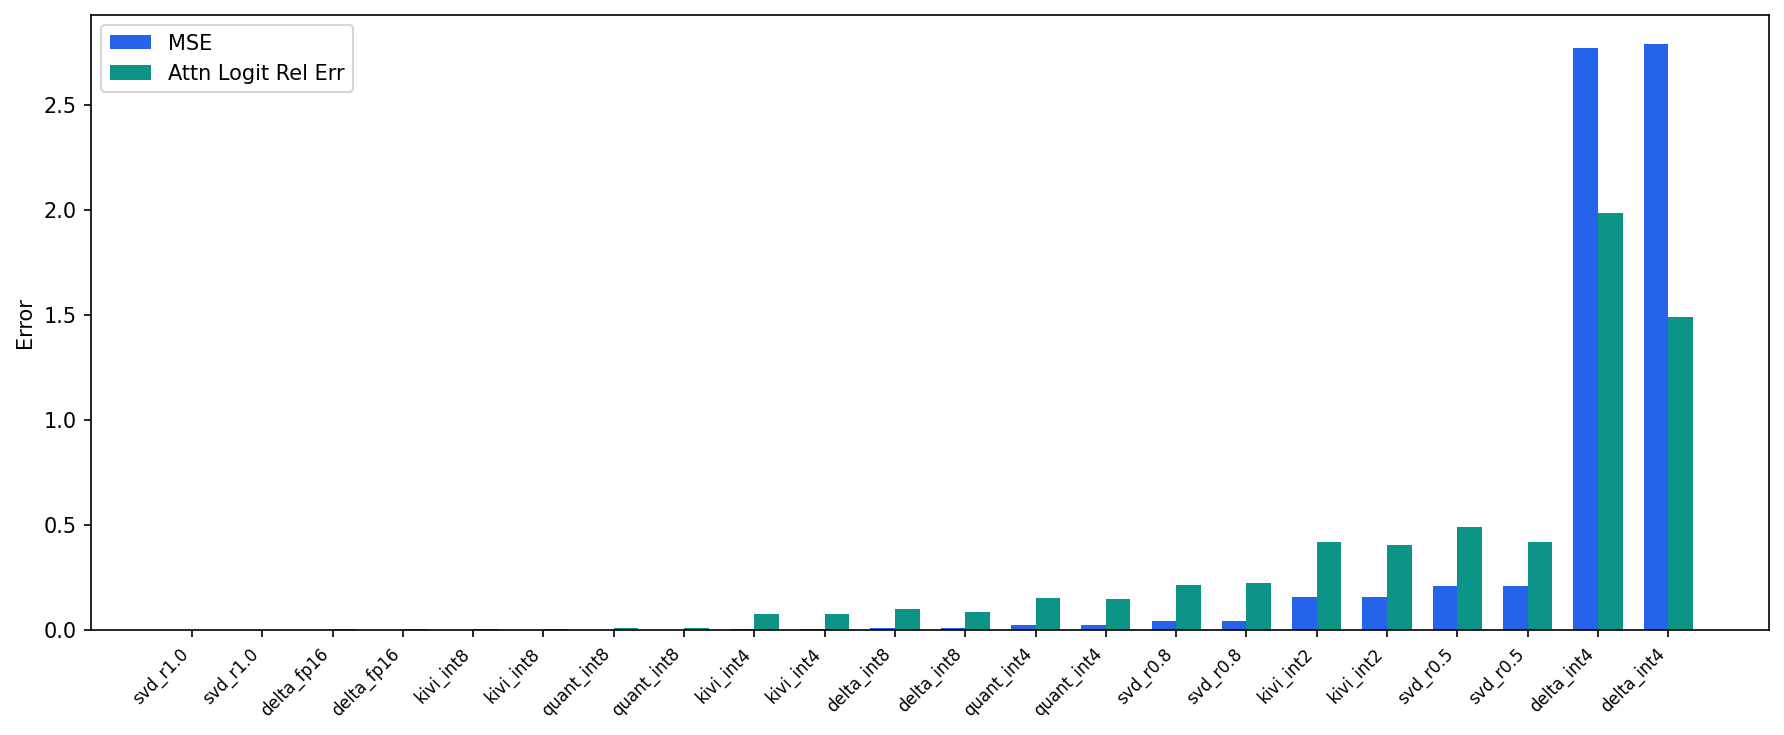 MSE
Attn Logit Rel Err
Error
2.5
2.0
1.5
1.0
0.5
0.0
svd_r1.0
svd_r1.0
delta_fp16
delta_fp16
kivi_int8
kivi_int8
quant_int8
quant_int8
kivi_int4
kivi_int4
delta_int8
delta_int8
quant_int4
quant_int4
svd_r0.8
svd_r0.8
kivi_int2
kivi_int2
svd_r0.5
svd_r0.5
delta_int4
delta_int4